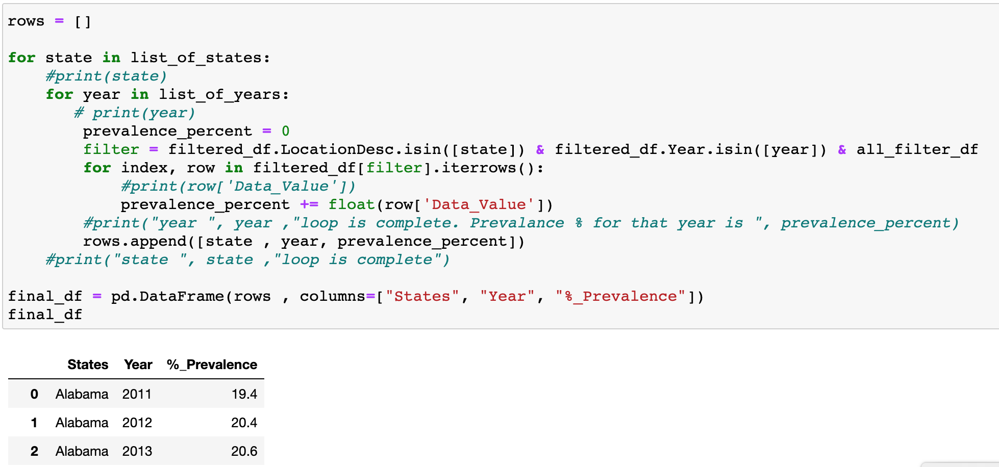 rows = []
for state in list_of_states:
#print(state)
for year in list_of_years:
# print(year)
prevalence_percent = 0
filter = filtered_df.LocationDesc.isin([state]) & filtered_df.Year.isin([year]) & all_filter_df
for index, row in filtered_df[filter].iterrows():
#print(row['Data_Value'])
prevalence_percent += float(row['Data_Value'])
#print("year ", year ,"loop is complete. Prevalance % for that year is ", prevalence_percent)
rows.append([state , year, prevalence_percent])
#print("state ", state ,"loop is complete")
final_df = pd.DataFrame(rows , columns=["States", "Year", "%_Prevalence"])
final_df
States Year %_Prevalence
0 Alabama 2011 19.4
1 Alabama 2012 20.4
2 Alabama 2013 20.6